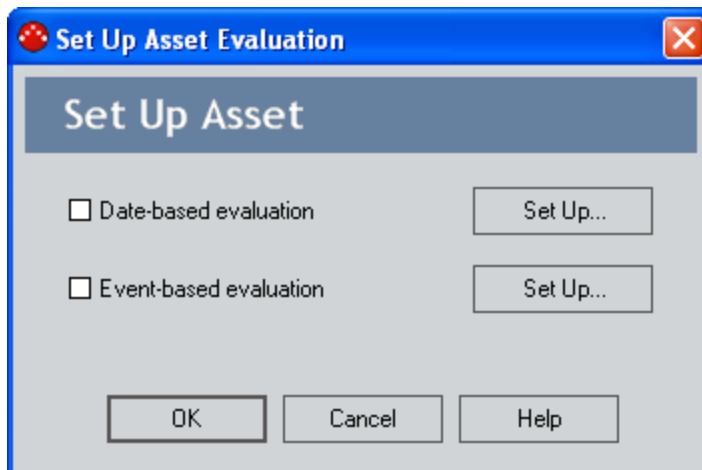 Set Up Asset Evaluation
Set Up Asset
Date-based evaluation
Set Up...
Event-based evaluation
Set Up...
OK
Cancel
Help